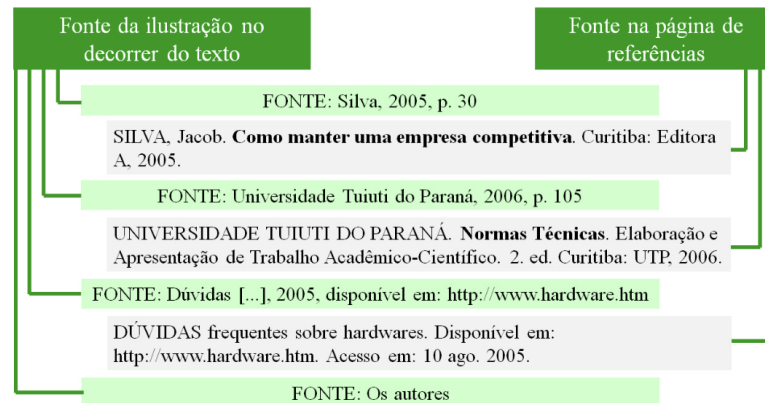 Fonte da ilustração no
decorrer do texto
Fonte na página de
referências
FONTE: Silva, 2005, p. 30
SILVA, Jacob. Como manter uma empresa competitiva. Curitiba: Editora
A, 2005.
FONTE: Universidade Tuiuti do Paraná, 2006, p. 105
UNIVERSIDADE TUIUTI DO PARANÁ. Normas Técnicas. Elaboração e
Apresentação de Trabalho Acadêmico-Científico. 2. ed. Curitiba: UTP, 2006.
FONTE: Dúvidas [...], 2005, disponível em: http://www.hardware.htm
DÚVIDAS frequentes sobre hardwares. Disponível em:
http://www.hardware.htm. Acesso em: 10 ago. 2005.
FONTE: Os autores